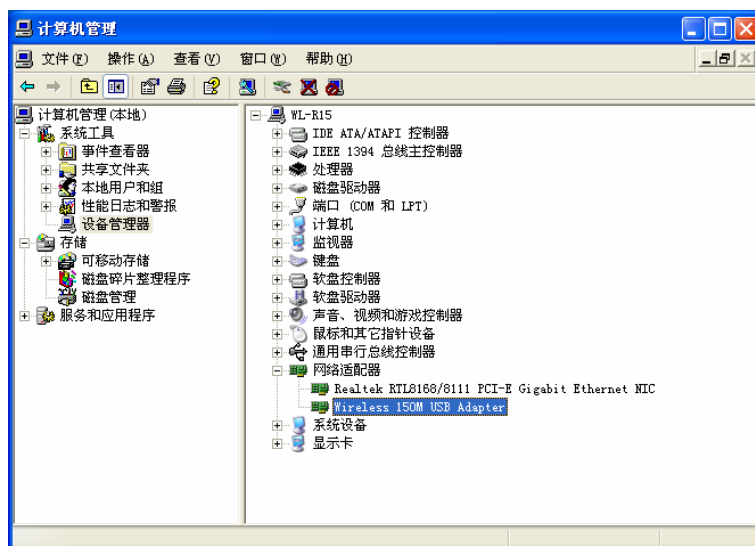 计算机管理
文件(F) 操作(A) 查看(V) 窗口(W) 帮助(H)
计算机管理(本地)
系统工具
事件查看器
共享文件夹
本地用户和组
性能日志和警报
设备管理器
存储
可移动存储
磁盘碎片整理程序
磁盘管理
服务和应用程序
WL-R15
IDE ATA/ATAPI 控制器
IEEE 1394 总线主控制器
处理器
磁盘驱动器
端口 (COM 和 LPT)
计算机
监视器
键盘
软盘控制器
软盘驱动器
声音、视频和游戏控制器
鼠标和其它指针设备
通用串行总线控制器
网络适配器
Realtek RTL8168/8111 PCI-E Gigabit Ethernet NIC
Wireless 150M USB Adapter
系统设备
显示卡